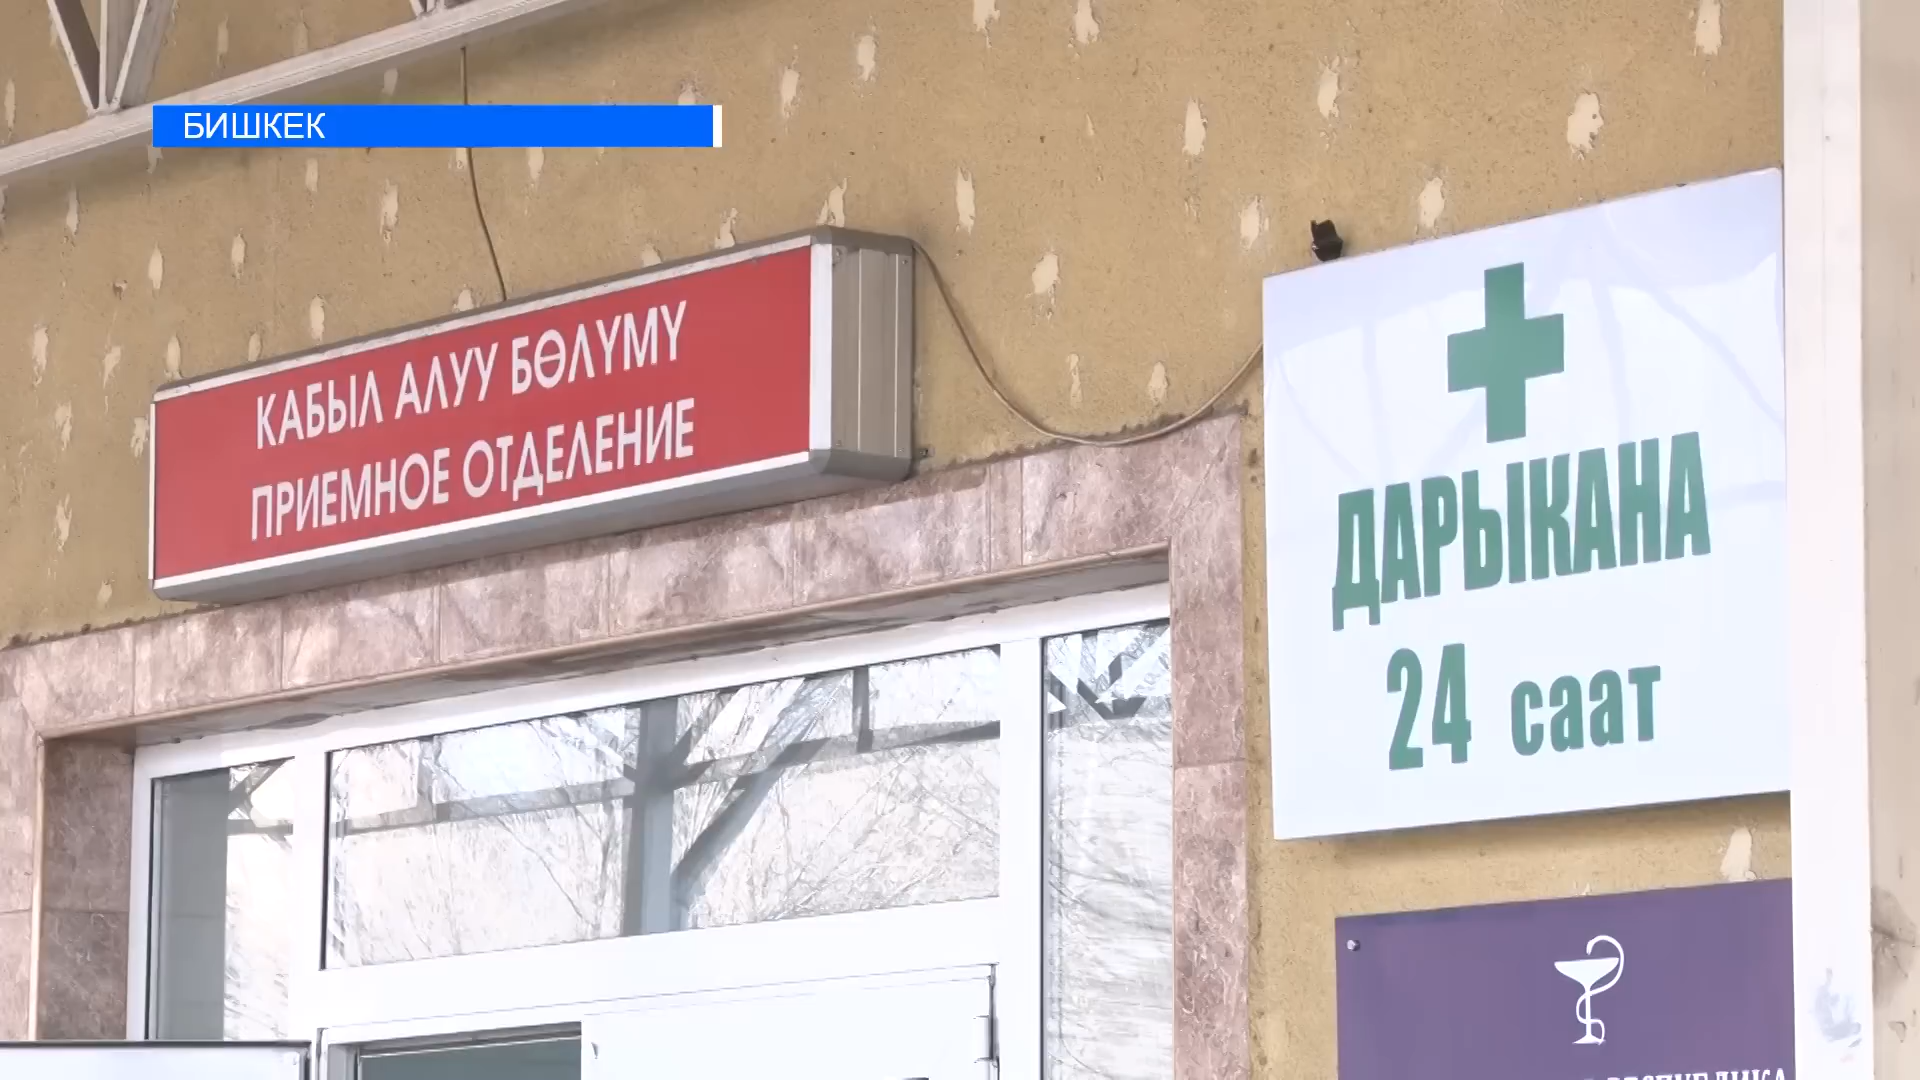 БИШКЕК
КАБЫЛ АЛУУ БӨЛҮМҮ
ПРИЕМНОЕ ОТДЕЛЕНИЕ
ДАРЫКАНА
24 саат